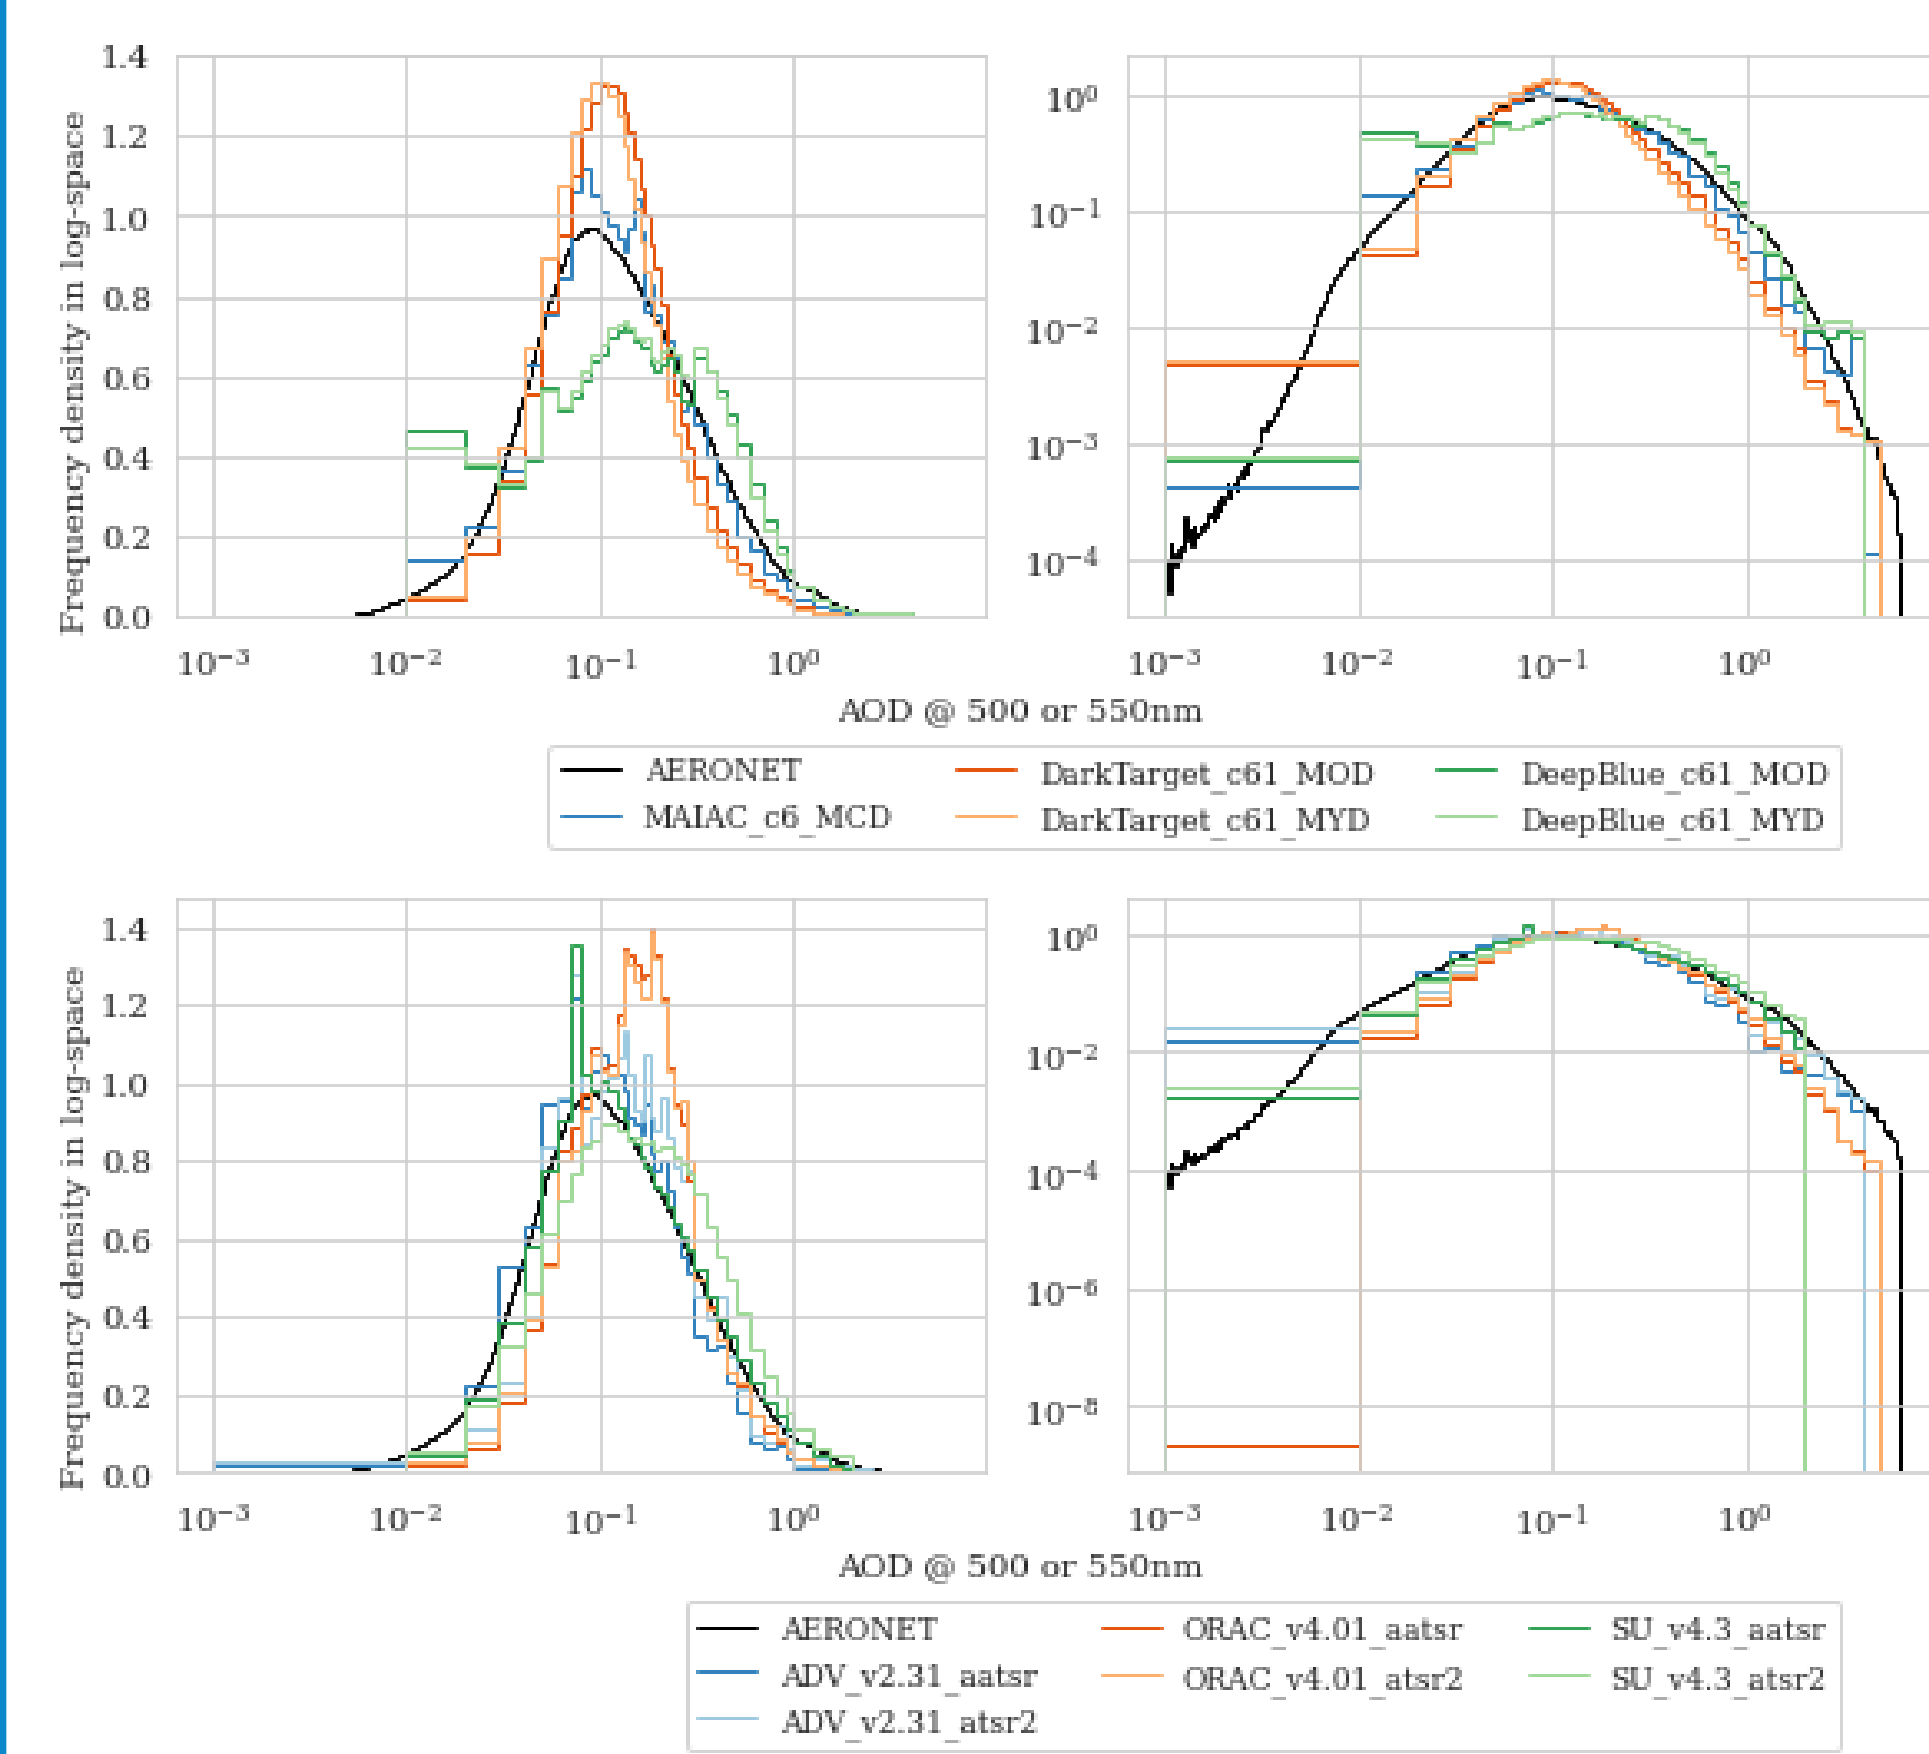 Frequency density in log-space
1.4
1.2
1.0
0.8
0.6
0.4
0.2
0.0
10⁻³ 10⁻² 10⁻¹ 10⁰
10⁰
10⁻¹
10⁻²
10⁻³
10⁻⁴
10⁻³ 10⁻² 10⁻¹ 10⁰
AOD @ 500 or 550nm
AERONET DarkTarget_c61_MOD DeepBlue_c61_MOD
MAIAC_c6_MCD DarkTarget_c61_MYD DeepBlue_c61_MYD
Frequency density in log-space
1.4
1.2
1.0
0.8
0.6
0.4
0.2
0.0
10⁻³ 10⁻² 10⁻¹ 10⁰
10⁰
10⁻²
10⁻⁴
10⁻⁶
10⁻⁸
10⁻³ 10⁻² 10⁻¹ 10⁰
AOD @ 500 or 550nm
AERONET ORAC_v4.01_aatsr SU_v4.3_aatsr
ADV_v2.31_aatsr ORAC_v4.01_atsr2 SU_v4.3_atsr2
ADV_v2.31_atsr2